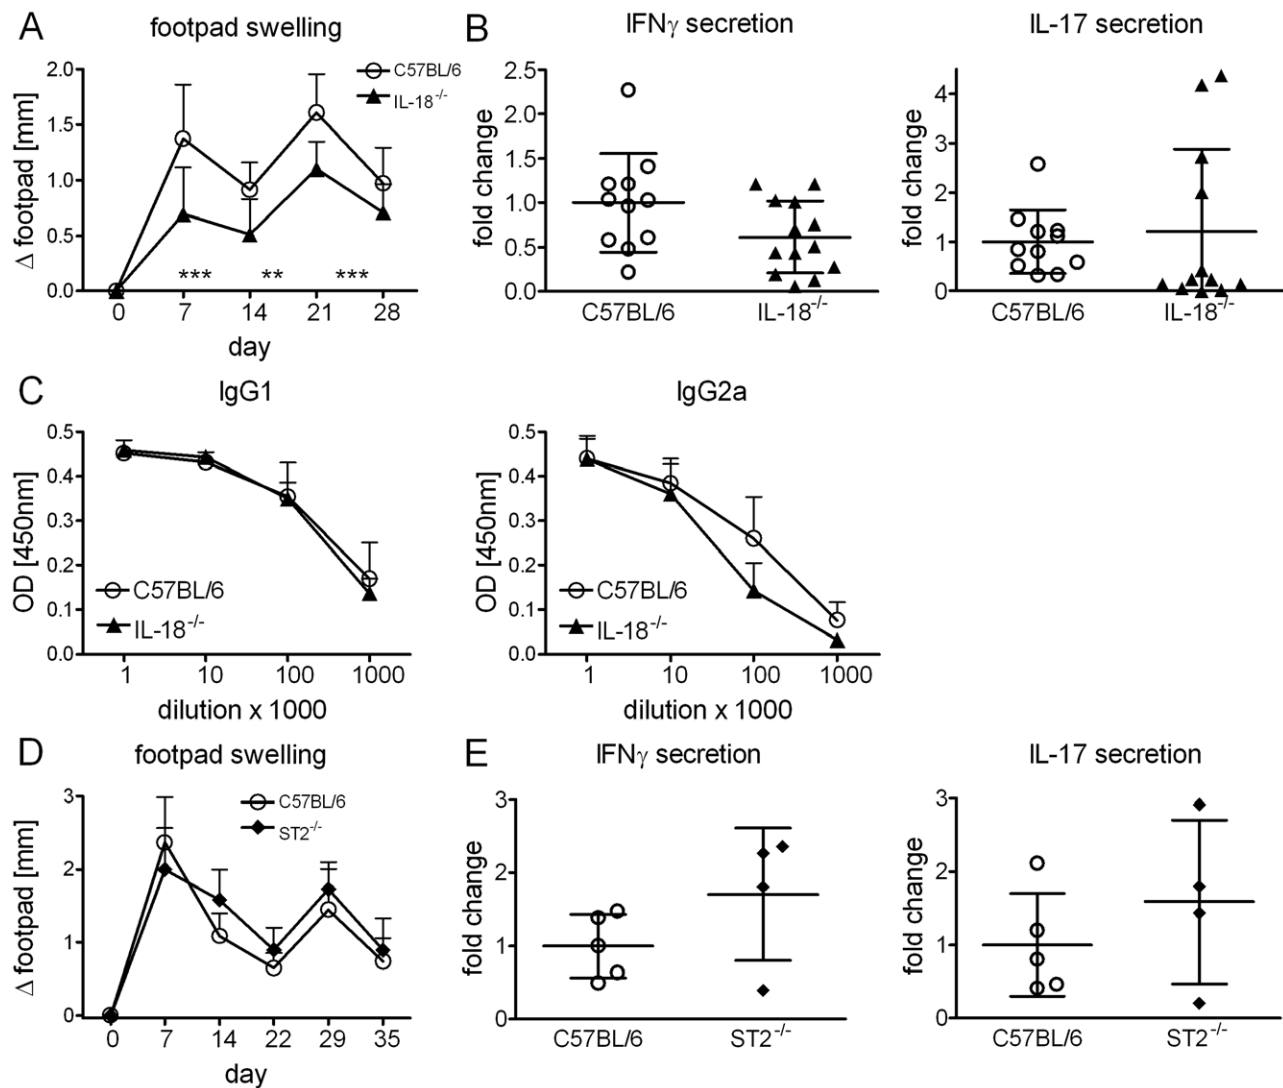 A
footpad swelling
C57BL/6
IL-18-/-
2.0
1.5
1.0
0.5
0.0
Δ footpad [mm]
***
**
***
0 7 14 21 28
day
B
IFNγ secretion
2.5
2.0
1.5
1.0
0.5
0.0
fold change
C57BL/6 IL-18-/-
IL-17 secretion
4
3
2
1
0
fold change
C57BL/6 IL-18-/-
C
IgG1
0.5
0.4
0.3
0.2
0.1
0.0
OD [450nm]
C57BL/6
IL-18-/-
1 10 100 1000
dilution x 1000
IgG2a
0.5
0.4
0.3
0.2
0.1
0.0
OD [450nm]
C57BL/6
IL-18-/-
1 10 100 1000
dilution x 1000
D
footpad swelling
C57BL/6
ST2-/-
3
2
1
0
Δ footpad [mm]
0 7 14 22 29 35
day
E
IFNγ secretion
3
2
1
0
fold change
C57BL/6 ST2-/-
IL-17 secretion
3
2
1
0
fold change
C57BL/6 ST2-/-